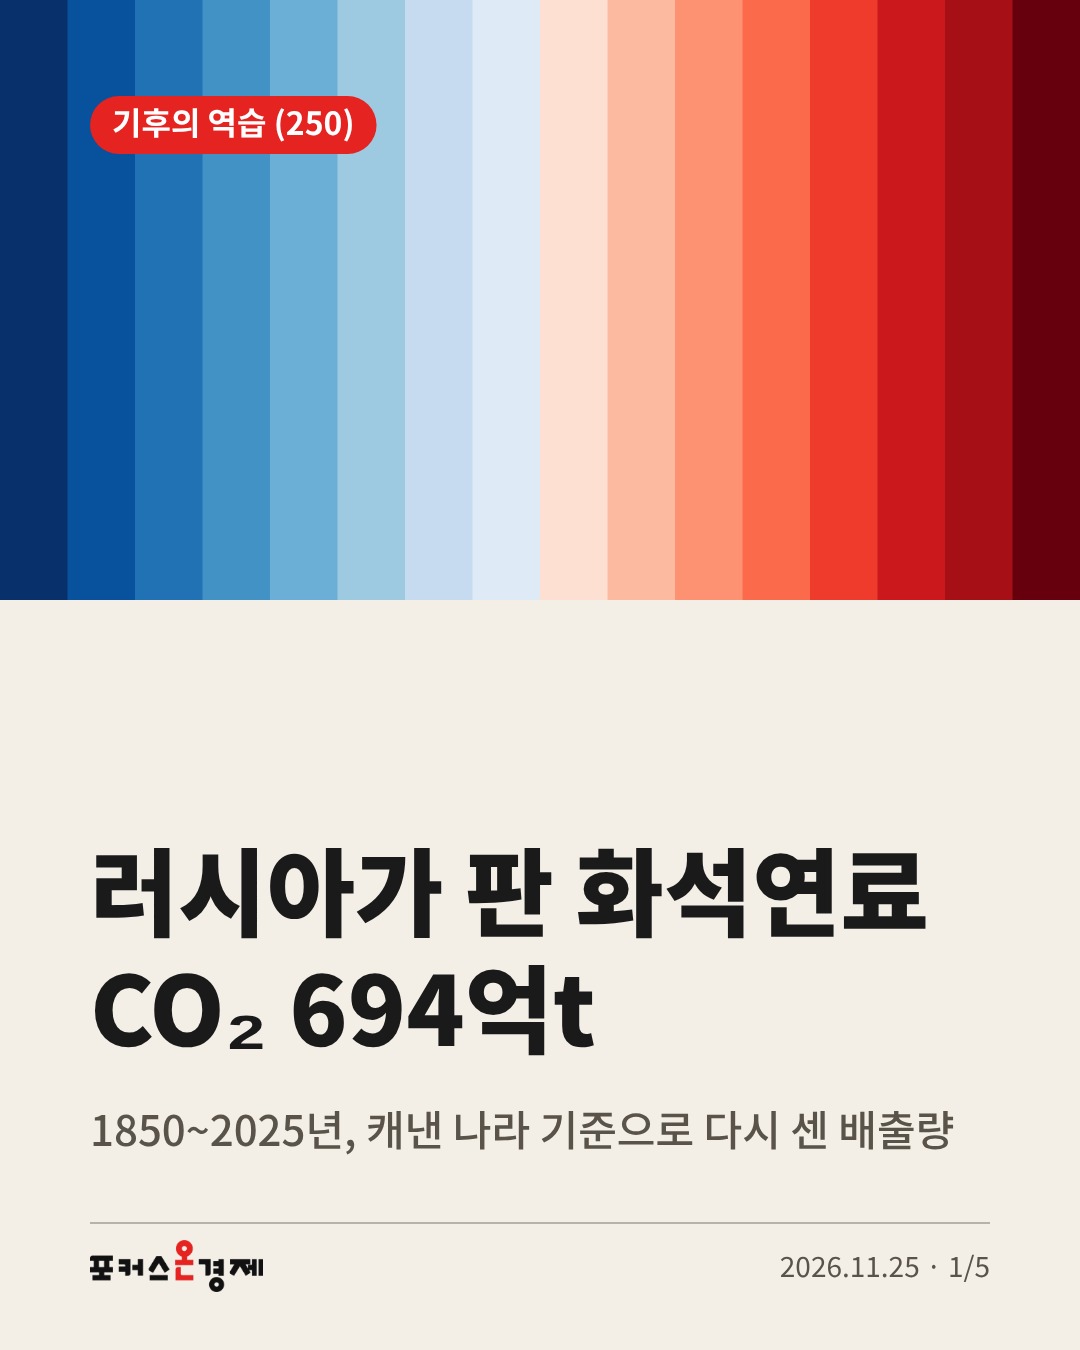 기후의 역습 (250)
러시아가 판 화석연료
CO₂ 694억t
1850~2025년, 캐낸 나라 기준으로 다시 센 배출량
포커스온경제
2026.11.25 · 1/5